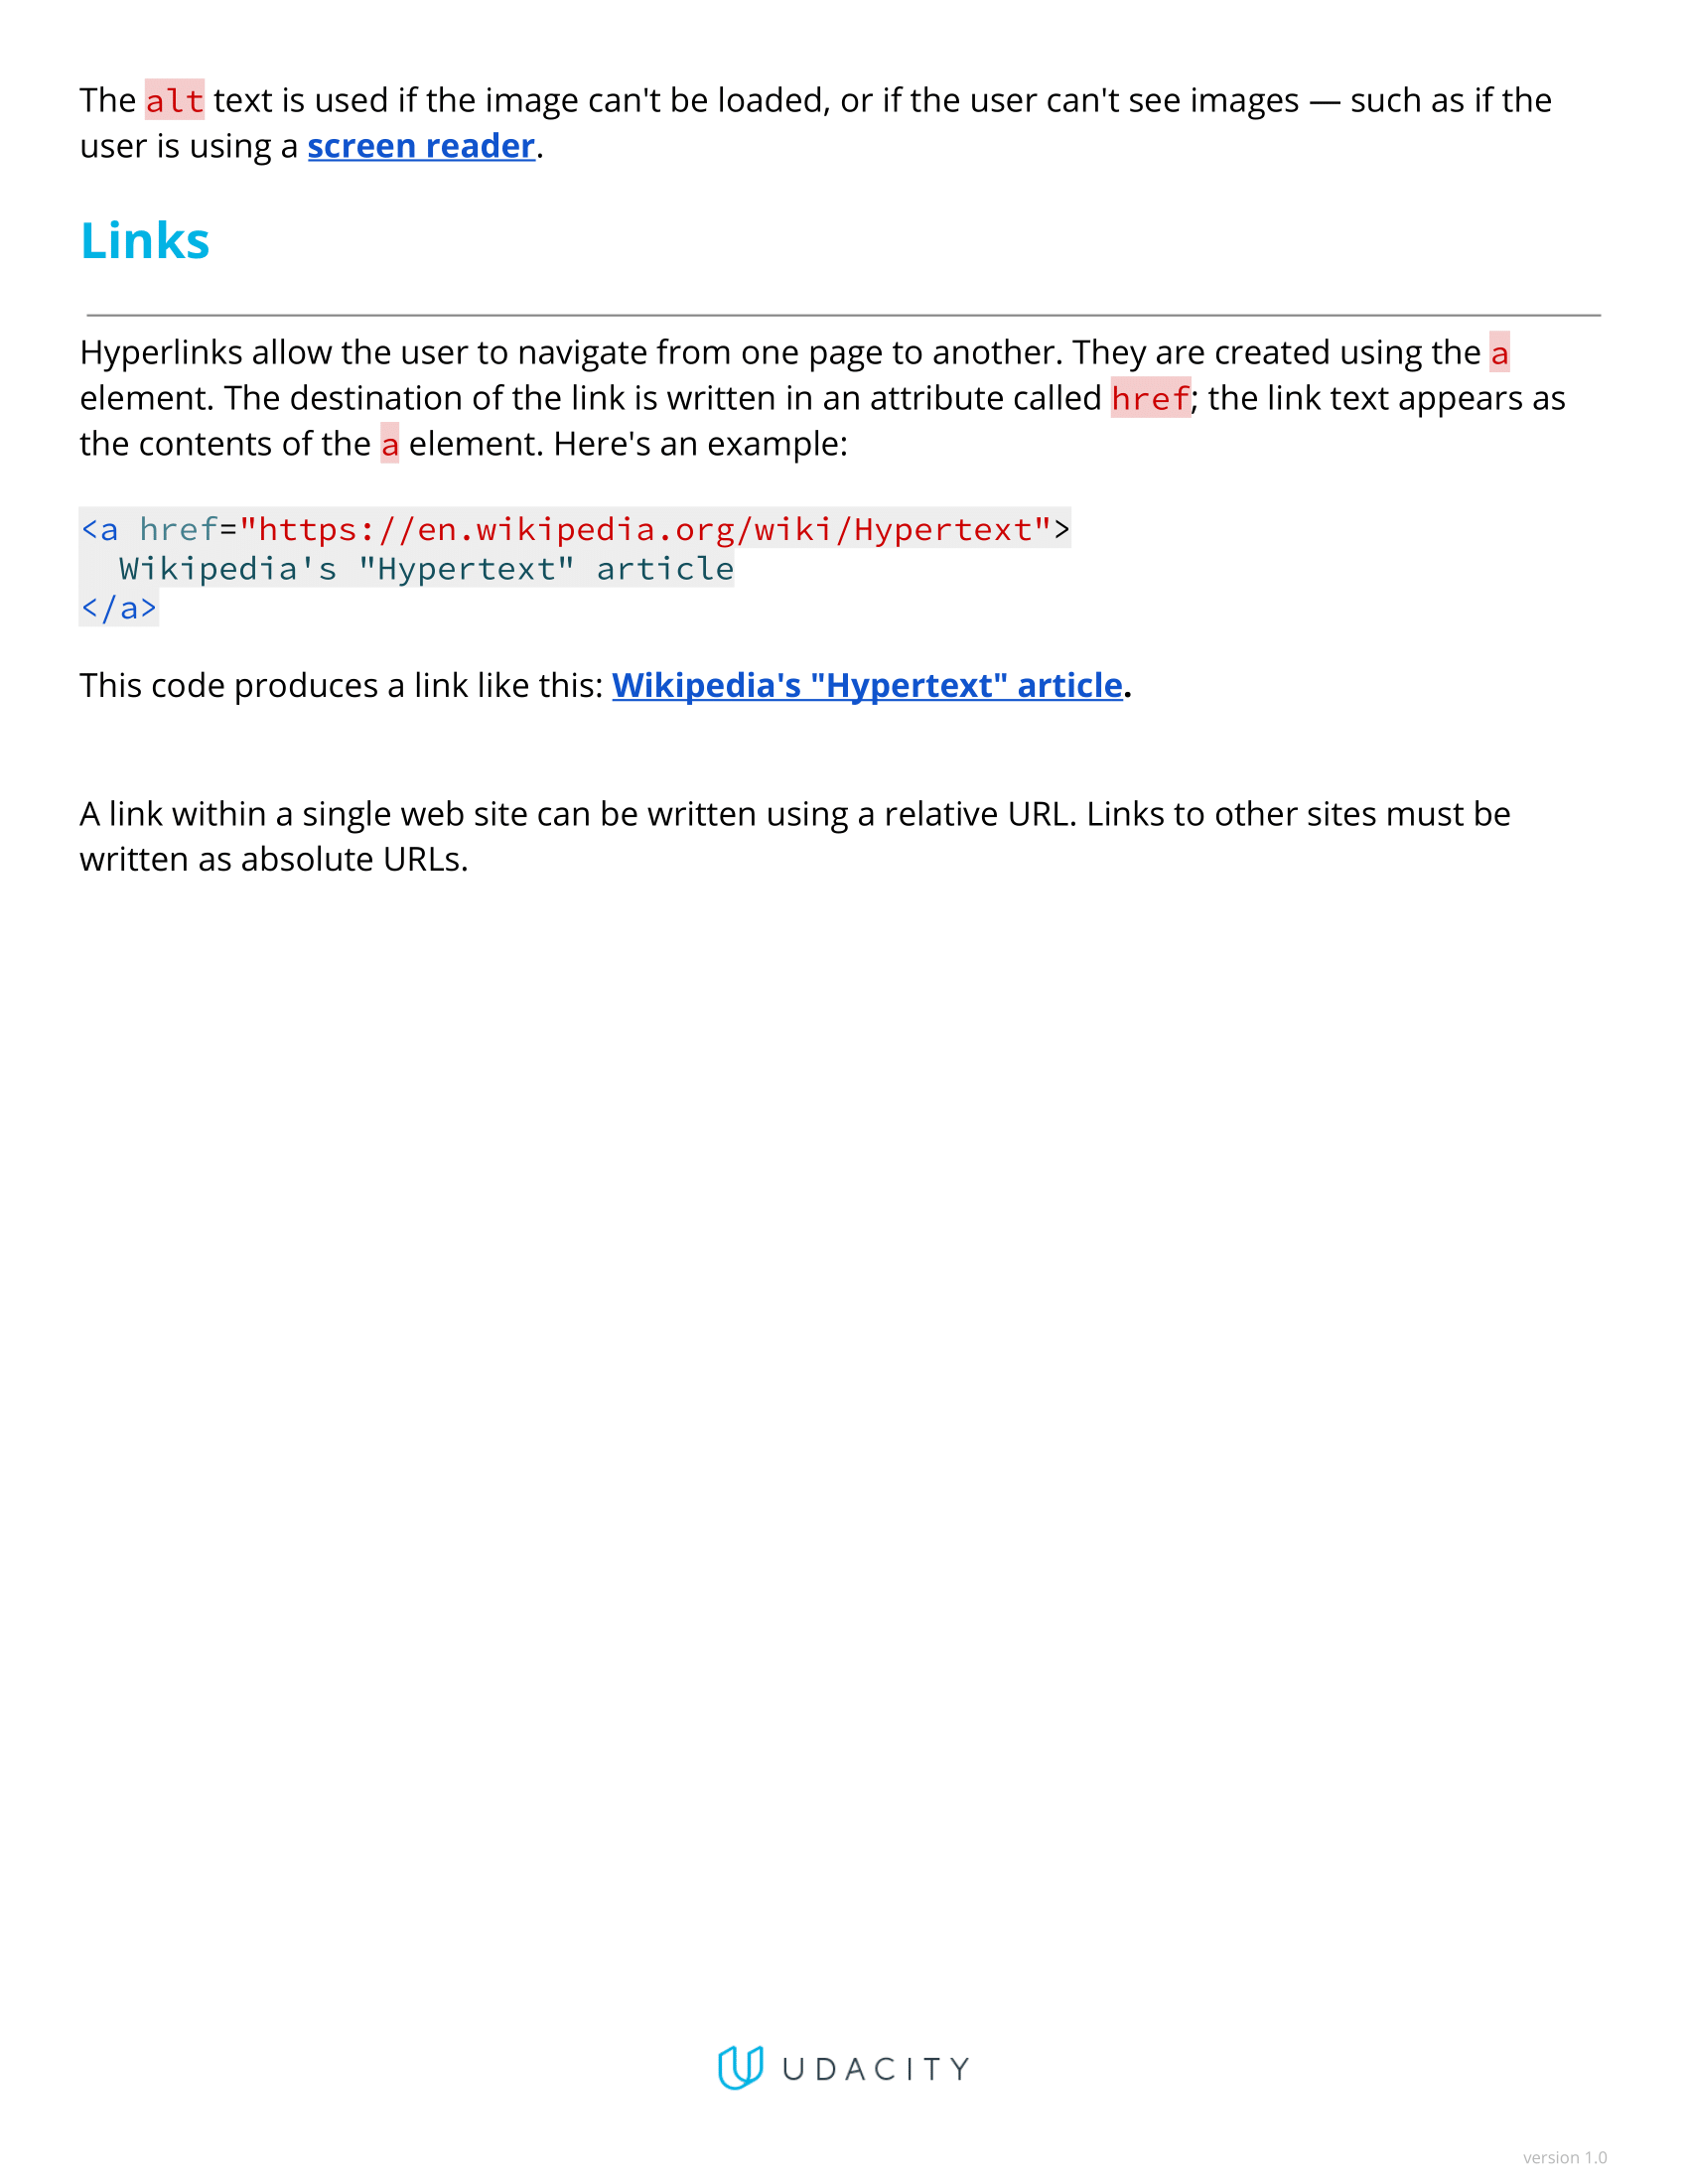 The alt text is used if the image can't be loaded, or if the user can't see images — such as if the
user is using a screen reader.
Links
Hyperlinks allow the user to navigate from one page to another. They are created using the a
element. The destination of the link is written in an attribute called href; the link text appears as
the contents of the a element. Here's an example:
<a href="https://en.wikipedia.org/wiki/Hypertext">
  Wikipedia's "Hypertext" article
</a>
This code produces a link like this: Wikipedia's "Hypertext" article.
A link within a single web site can be written using a relative URL. Links to other sites must be
written as absolute URLs.
UDACITY
version 1.0